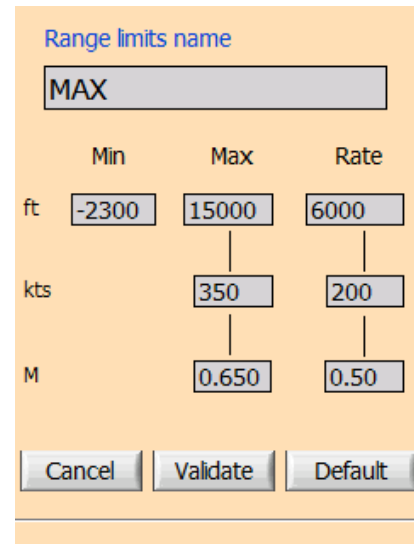 Range limits name
MAX
Min Max Rate
ft -2300 15000 6000
kts 350 200
M 0.650 0.50
Cancel Validate Default